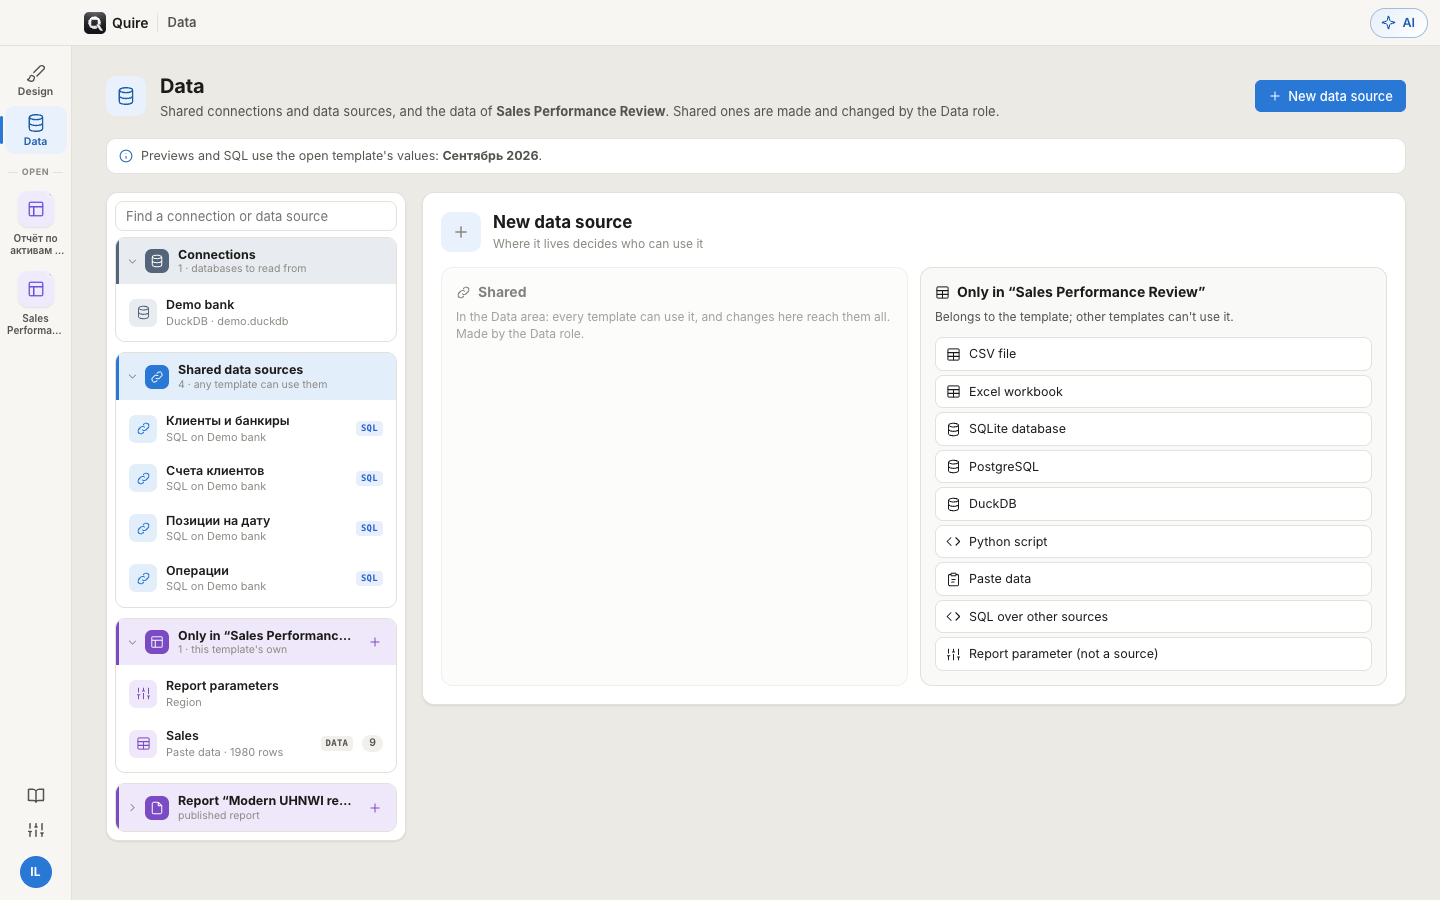 Quire
Data
AI
Design
Data
OPEN
Отчёт по
активам ...
Sales
Performa...
IL
Data
Shared connections and data sources, and the data of Sales Performance Review. Shared ones are made and changed by the Data role.
New data source
Previews and SQL use the open template's values: Сентябрь 2026.
Find a connection or data source
Connections
1 · databases to read from
Demo bank
DuckDB · demo.duckdb
Shared data sources
4 · any template can use them
Клиенты и банкиры
SQL on Demo bank
SQL
Счета клиентов
SQL on Demo bank
SQL
Позиции на дату
SQL on Demo bank
SQL
Операции
SQL on Demo bank
SQL
Only in “Sales Performanc...
1 · this template's own
Report parameters
Region
Sales
Paste data · 1980 rows
DATA
9
Report “Modern UHNWI re...
published report
New data source
Where it lives decides who can use it
Shared
In the Data area: every template can use it, and changes here reach them all.
Made by the Data role.
Only in “Sales Performance Review”
Belongs to the template; other templates can't use it.
CSV file
Excel workbook
SQLite database
PostgreSQL
DuckDB
Python script
Paste data
SQL over other sources
Report parameter (not a source)